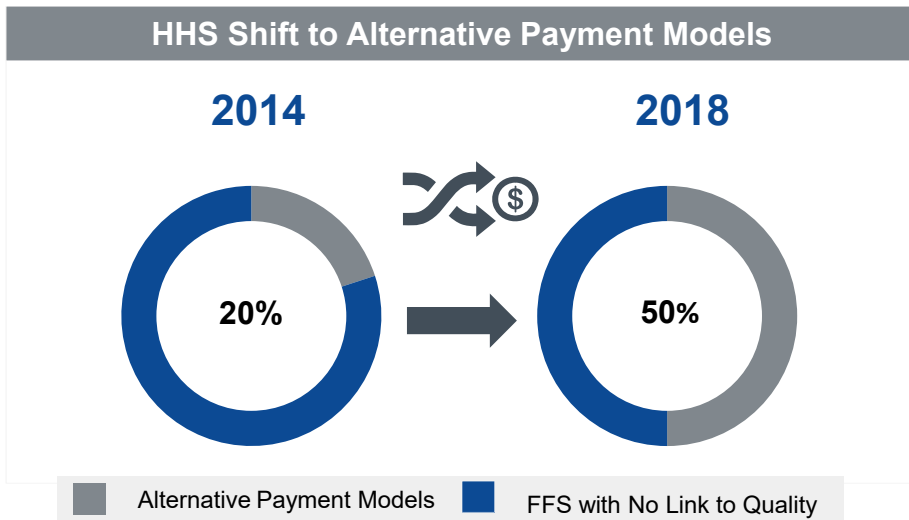 HHS Shift to Alternative Payment Models
2014
2018
$
20%
50%
Alternative Payment Models
FFS with No Link to Quality